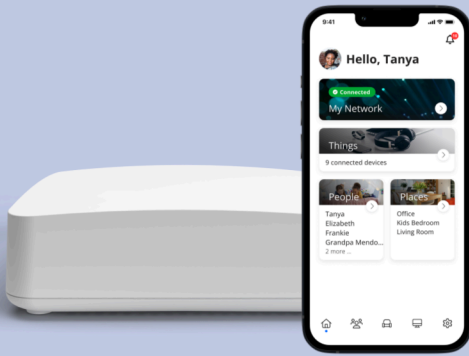 9:41
Hello, Tanya
Connected
My Network
Things
9 connected devices
People
Tanya
Elizabeth
Frankie
Grandpa Mendo...
2 more ...
Places
Office
Kids Bedroom
Living Room